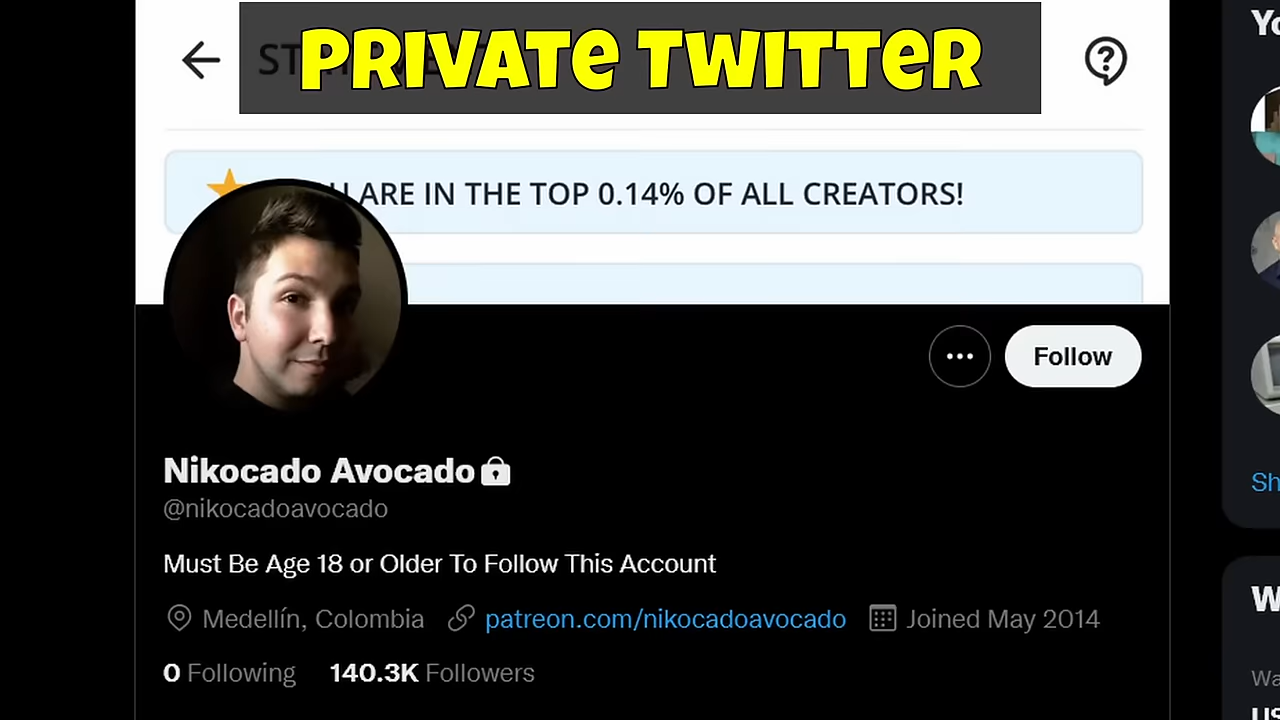 PRIVATE TWITTER
ARE IN THE TOP 0.14% OF ALL CREATORS!
Follow
Nikocado Avocado
@nikocadoavocado
Must Be Age 18 or Older To Follow This Account
Medellín, Colombia patreon.com/nikocadoavocado Joined May 2014
0 Following 140.3K Followers